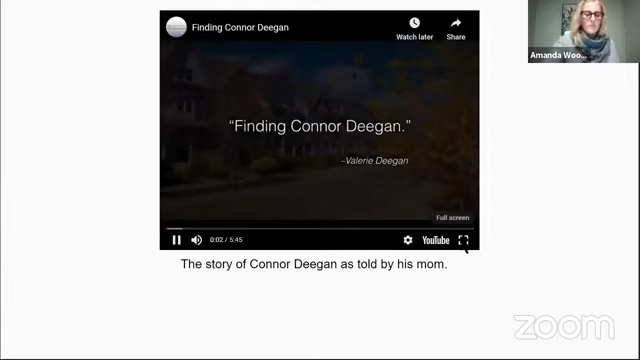 Finding Connor Deegan
Watch later
Share
Amanda Woo...
“Finding Connor Deegan.”
–Valerie Deegan
Full screen
0:02 / 5:45
YouTube
The story of Connor Deegan as told by his mom.
zoom